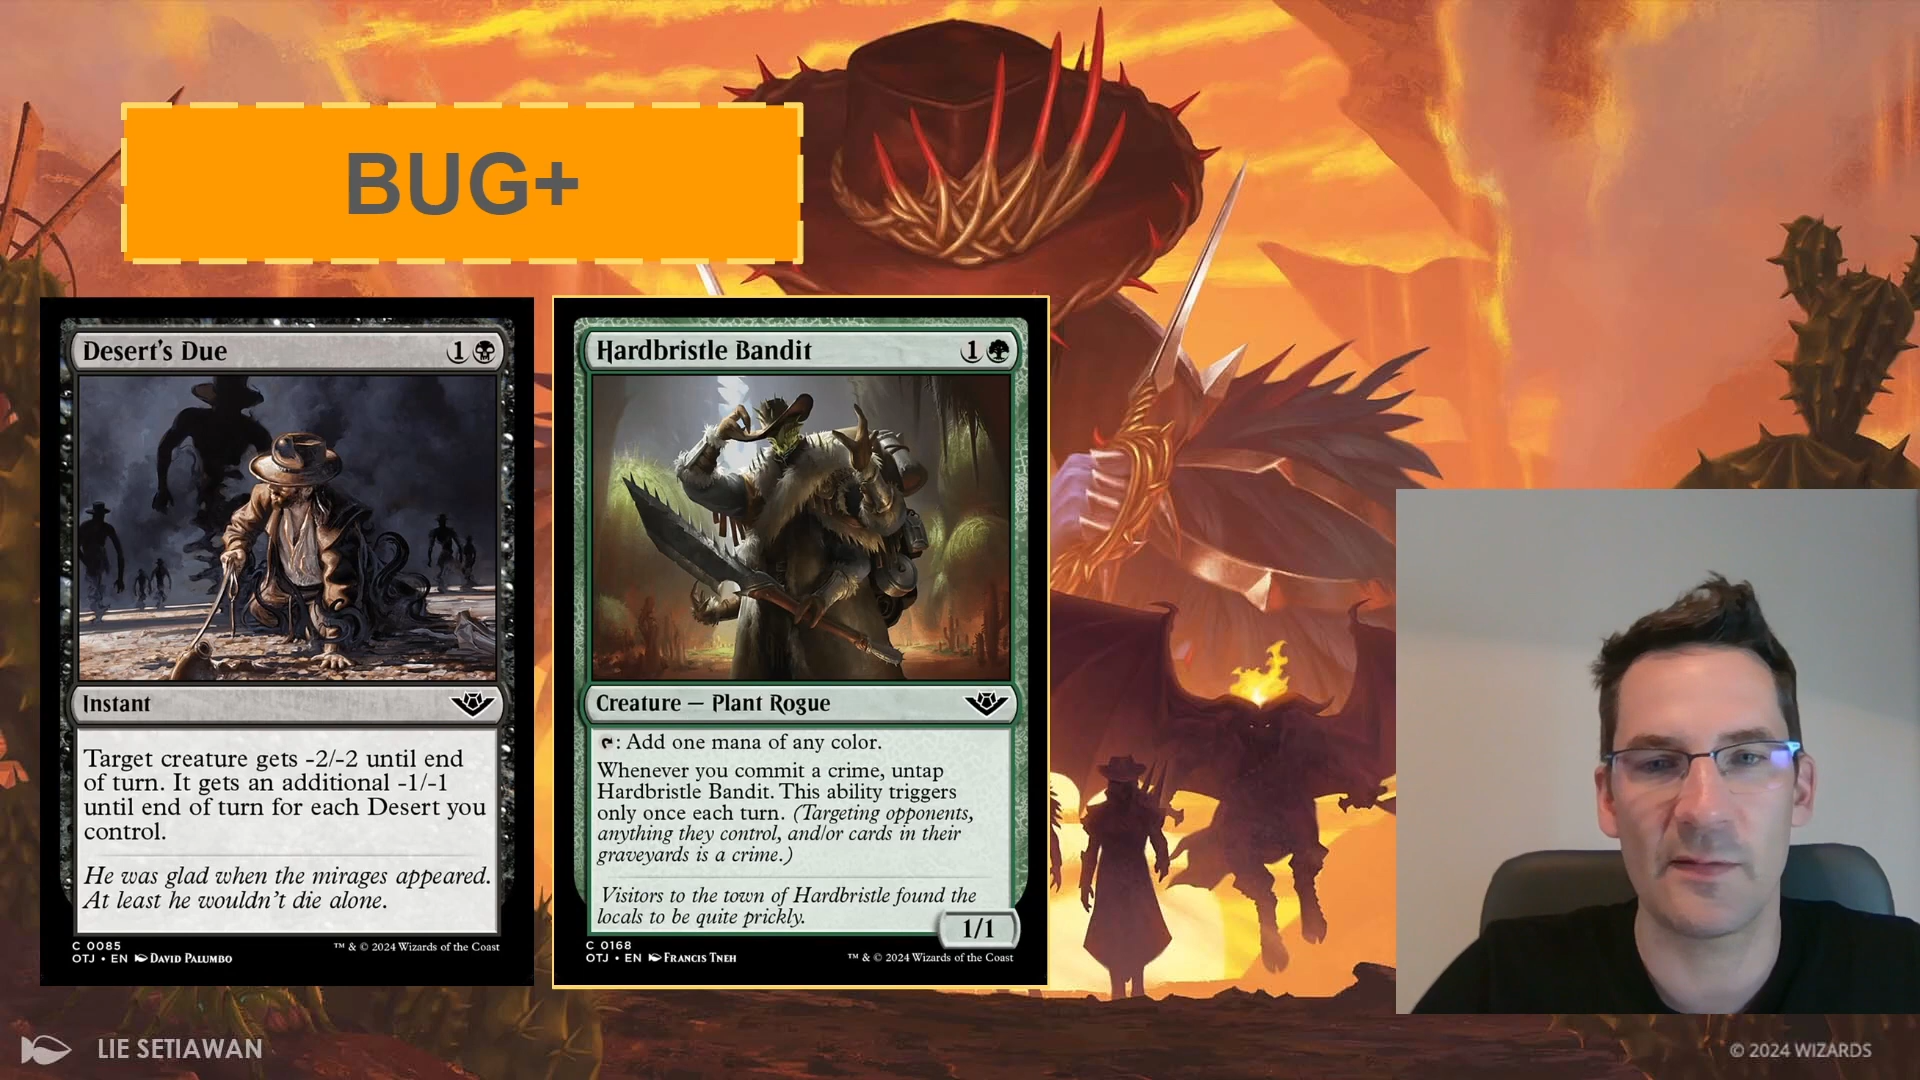 BUG+
Desert's Due 1
Instant
Target creature gets -2/-2 until end
of turn. It gets an additional -1/-1
until end of turn for each Desert you
control.
He was glad when the mirages appeared.
At least he wouldn't die alone.
C 0085
OTJ • EN DAVID PALUMBO
™ & © 2024 Wizards of the Coast
Hardbristle Bandit 1
Creature — Plant Rogue
: Add one mana of any color.
Whenever you commit a crime, untap
Hardbristle Bandit. This ability triggers
only once each turn. (Targeting opponents,
anything they control, and/or cards in their
graveyards is a crime.)
Visitors to the town of Hardbristle found the
locals to be quite prickly.
1/1
C 0168
OTJ • EN FRANCIS TNEH
™ & © 2024 Wizards of the Coast
LIE SETIAWAN
© 2024 WIZARDS